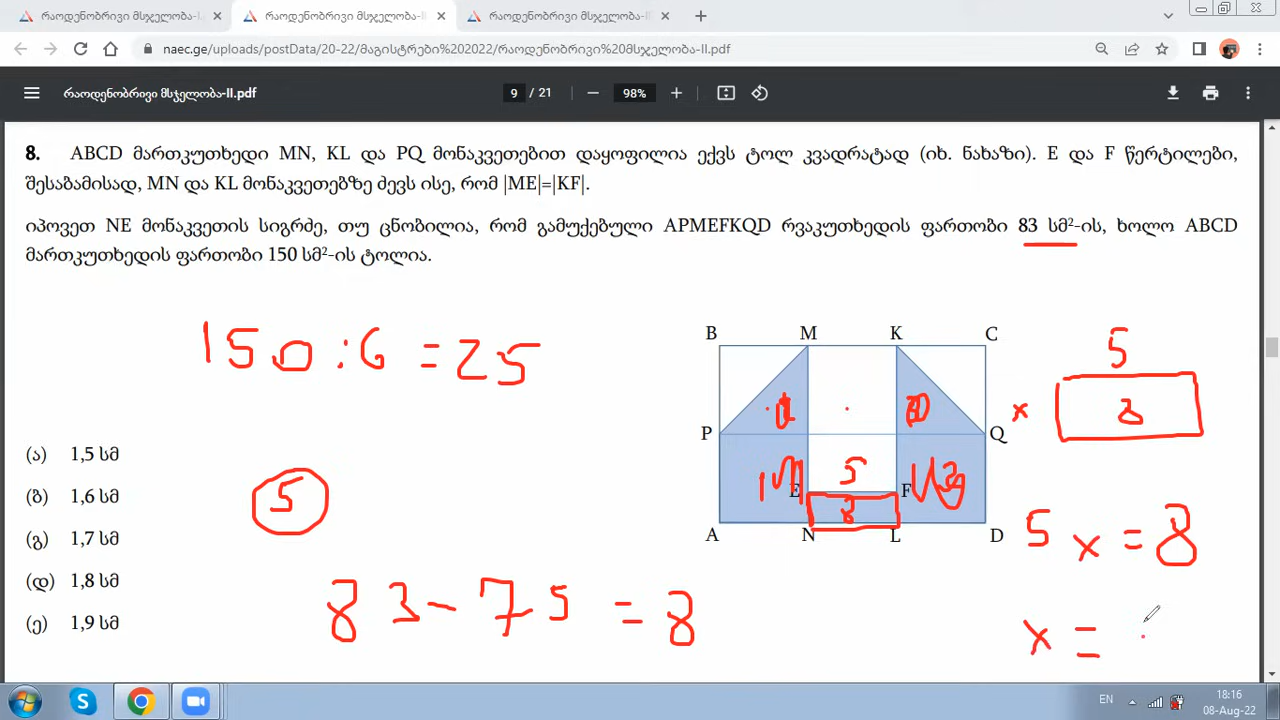 რაოდენობრივი მსჯელობა-I
რაოდენობრივი მსჯელობა-II
რაოდენობრივი მსჯელობა-II
naec.ge/uploads/postData/20-22/მაგისტრები%202022/რაოდენობრივი%20მსჯელობა-II.pdf
რაოდენობრივი მსჯელობა-II.pdf
9 / 21
98%
8. ABCD მართკუთხედი MN, KL და PQ მონაკვეთებით დაყოფილია ექვს ტოლ კვადრატად (იხ. ნახაზი). E და F წერტილები,
შესაბამისად, MN და KL მონაკვეთებზე ძევს ისე, რომ |ME|=|KF|.
იპოვეთ NE მონაკვეთის სიგრძე, თუ ცნობილია, რომ გამუქებული APMEFKQD რვაკუთხედის ფართობი 83 სმ²-ის, ხოლო ABCD
მართკუთხედის ფართობი 150 სმ²-ის ტოლია.
150:6=25
B M K C
5
x 8
P Q
5
E F
8
A N L D
(ა) 1,5 სმ
(ბ) 1,6 სმ
(გ) 1,7 სმ
(დ) 1,8 სმ
(ე) 1,9 სმ
5
5x=8
83-75=8
x=
EN
18:16
08-Aug-22